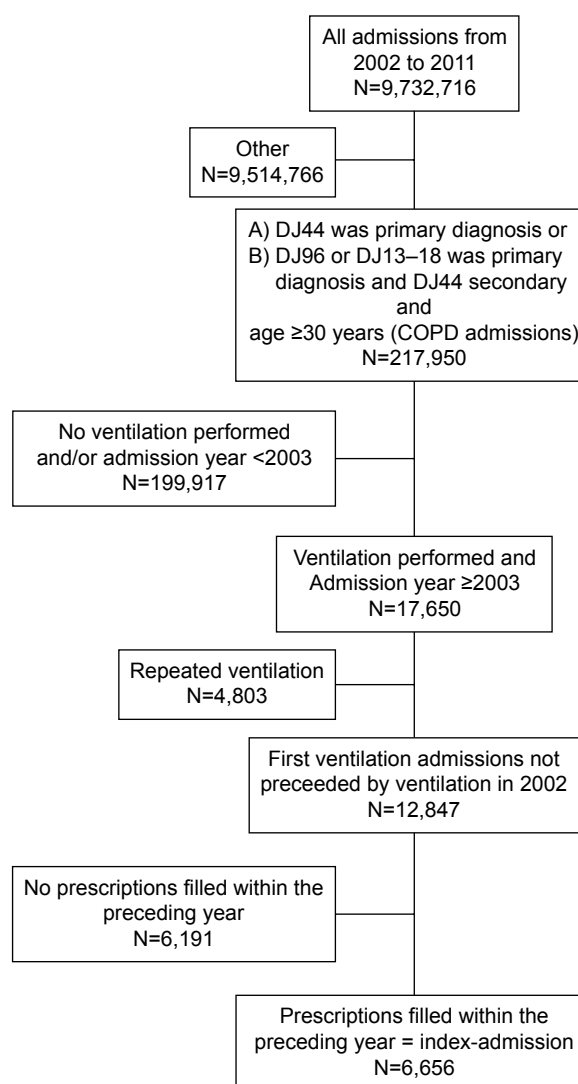 All admissions from
2002 to 2011
N=9,732,716
Other
N=9,514,766
A) DJ44 was primary diagnosis or
B) DJ96 or DJ13–18 was primary
diagnosis and DJ44 secondary
and
age ≥30 years (COPD admissions)
N=217,950
No ventilation performed
and/or admission year <2003
N=199,917
Ventilation performed and
Admission year ≥2003
N=17,650
Repeated ventilation
N=4,803
First ventilation admissions not
preceeded by ventilation in 2002
N=12,847
No prescriptions filled within the
preceding year
N=6,191
Prescriptions filled within the
preceding year = index-admission
N=6,656